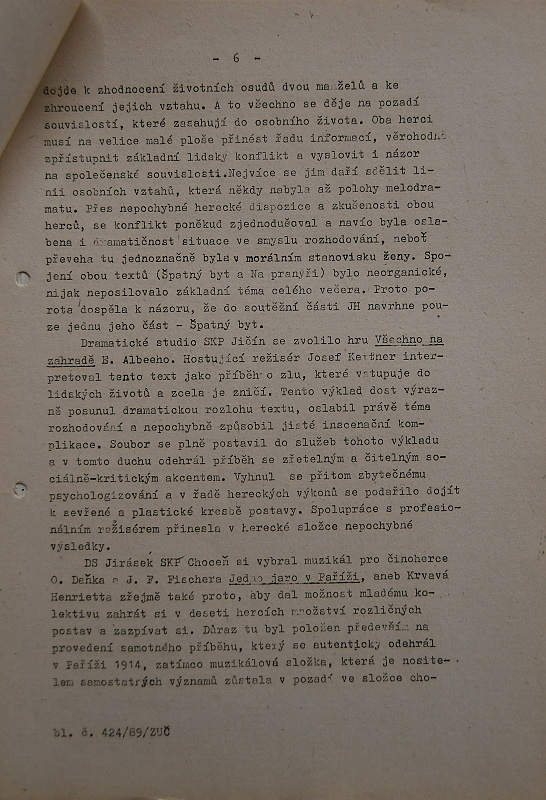 - 6 -
dojde k zhodnocení životních osudů dvou manželů a ke
zhroucení jejich vztahu. A to všechno se děje na pozadí
souvislostí, které zasahují do osobního života. Oba herci
musí na velice malé ploše přinést řadu informací, věrohodně
zpřístupnit základní lidský konflikt a vyslovit i názor
na společenské souvislosti.Nejvíce se jim daří sdělit li-
nii osobních vztahů, která někdy nabyla až polohy melodra-
matu. Přes nepochybné herecké dispozice a zkušenosti obou
herců, se konflikt poněkud zjednodušoval a navíc byla osla-
bena i dramatičnost situace ve smyslu rozhodování, neboť
převeha tu jednoznačně byla v morálním stanovisku ženy. Spo-
jení obou textů (Špatný byt a Na pranýři) bylo neorganické,
nijak neposilovalo základní téma celého večera. Proto po-
rota dospěla k názoru, že do soutěžní části JH navrhne pou-
ze jednu jeho část - Špatný byt.
Dramatické studio SKP Jičín se zvolilo hru Všechno na
zahradě E. Albeeho. Hostující režisér Josef Kettner inter-
pretoval tento text jako příběh o zlu, které vstupuje do
lidských životů a zcela je zničí. Tento výklad dost výraz-
ně posunul dramatickou rozlohu textu, oslabil právě téma
rozhodování a nepochybně způsobil jisté inscenační kom-
plikace. Soubor se plně postavil do služeb tohoto výkladu
a v tomto duchu odehrál příběh se zřetelným a čitelným so-
ciálně-kritickým akcentem. Vyhnul se přitom zbytečnému
psychologizování a v řadě hereckých výkonů se podařilo dojít
k sevřené a plastické kresbě postavy. Spolupráce s profesio-
nálním režisérem přinesla v herecké složce nepochybné
výsledky.
DS Jirásek SKP Choceň si vybral muzikál pro činoherce
O. Daňka a J. F. Fischera Jedno jaro v Paříži, aneb Krvavá
Henrietta zřejmě také proto, aby dal možnost mladému ko-
lektivu zahrát si v deseti hercích množství rozličných
postav a zazpívat si. Důraz tu byl položen především na
provedení samotného příběhu, který se autenticky odehrál
v Paříži 1914, zatímco muzikálová složka, která je nosite-
lem samostatných významů zůstala v pozadí ve složce cho-
bl. č. 424/89/ZUČ